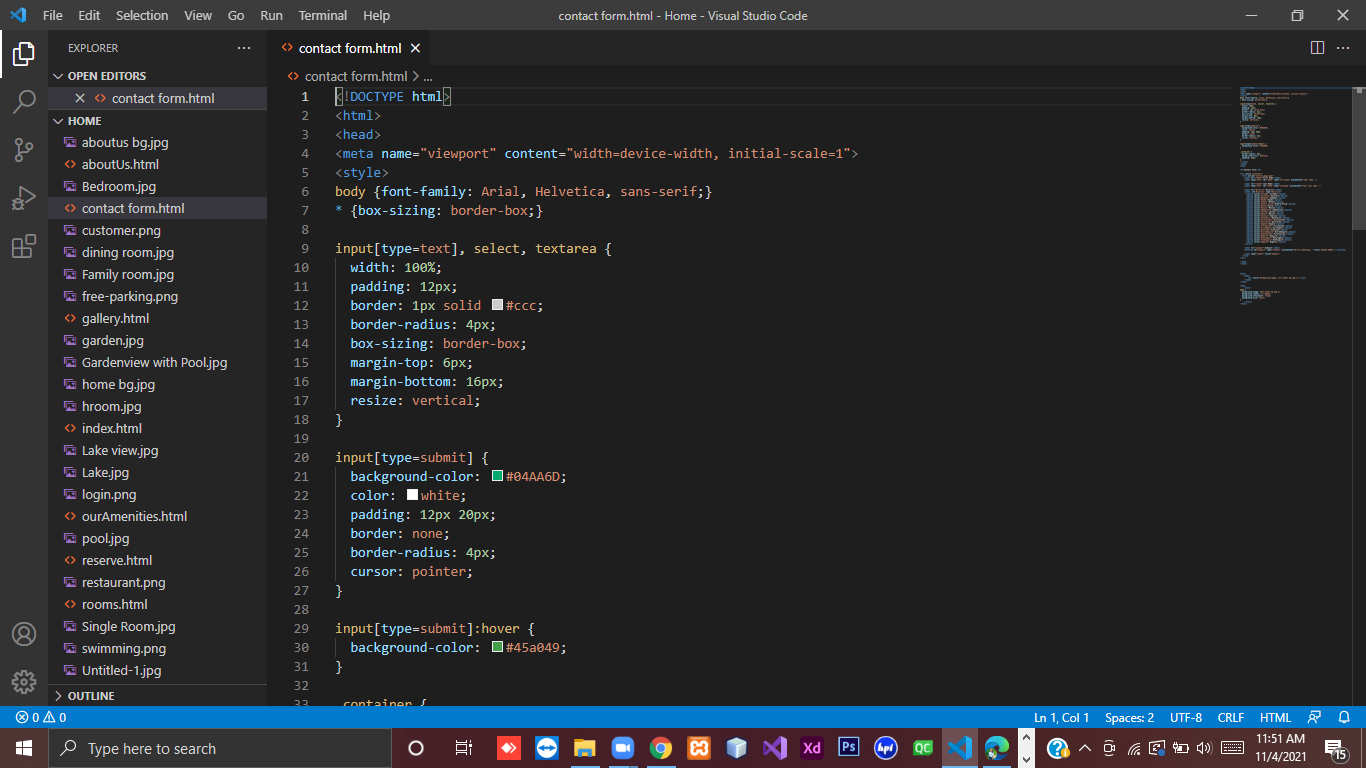 File Edit Selection View Go Run Terminal Help
contact form.html - Home - Visual Studio Code
EXPLORER
OPEN EDITORS
contact form.html
HOME
aboutus bg.jpg
aboutUs.html
Bedroom.jpg
contact form.html
customer.png
dining room.jpg
Family room.jpg
free-parking.png
gallery.html
garden.jpg
Gardenview with Pool.jpg
home bg.jpg
hroom.jpg
index.html
Lake view.jpg
Lake.jpg
login.png
ourAmenities.html
pool.jpg
reserve.html
restaurant.png
rooms.html
Single Room.jpg
swimming.png
Untitled-1.jpg
OUTLINE
contact form.html
contact form.html > ...
1 <!DOCTYPE html>
2 <html>
3 <head>
4 <meta name="viewport" content="width=device-width, initial-scale=1">
5 <style>
6 body {font-family: Arial, Helvetica, sans-serif;}
7 * {box-sizing: border-box;}
8
9 input[type=text], select, textarea {
10 width: 100%;
11 padding: 12px;
12 border: 1px solid #ccc;
13 border-radius: 4px;
14 box-sizing: border-box;
15 margin-top: 6px;
16 margin-bottom: 16px;
17 resize: vertical;
18 }
19
20 input[type=submit] {
21 background-color: #04AA6D;
22 color: white;
23 padding: 12px 20px;
24 border: none;
25 border-radius: 4px;
26 cursor: pointer;
27 }
28
29 input[type=submit]:hover {
30 background-color: #45a049;
31 }
32
33 .container {
0 0
Ln 1, Col 1 Spaces: 2 UTF-8 CRLF HTML
Type here to search
Xd
Ps
hp
QC
11:51 AM
11/4/2021
15